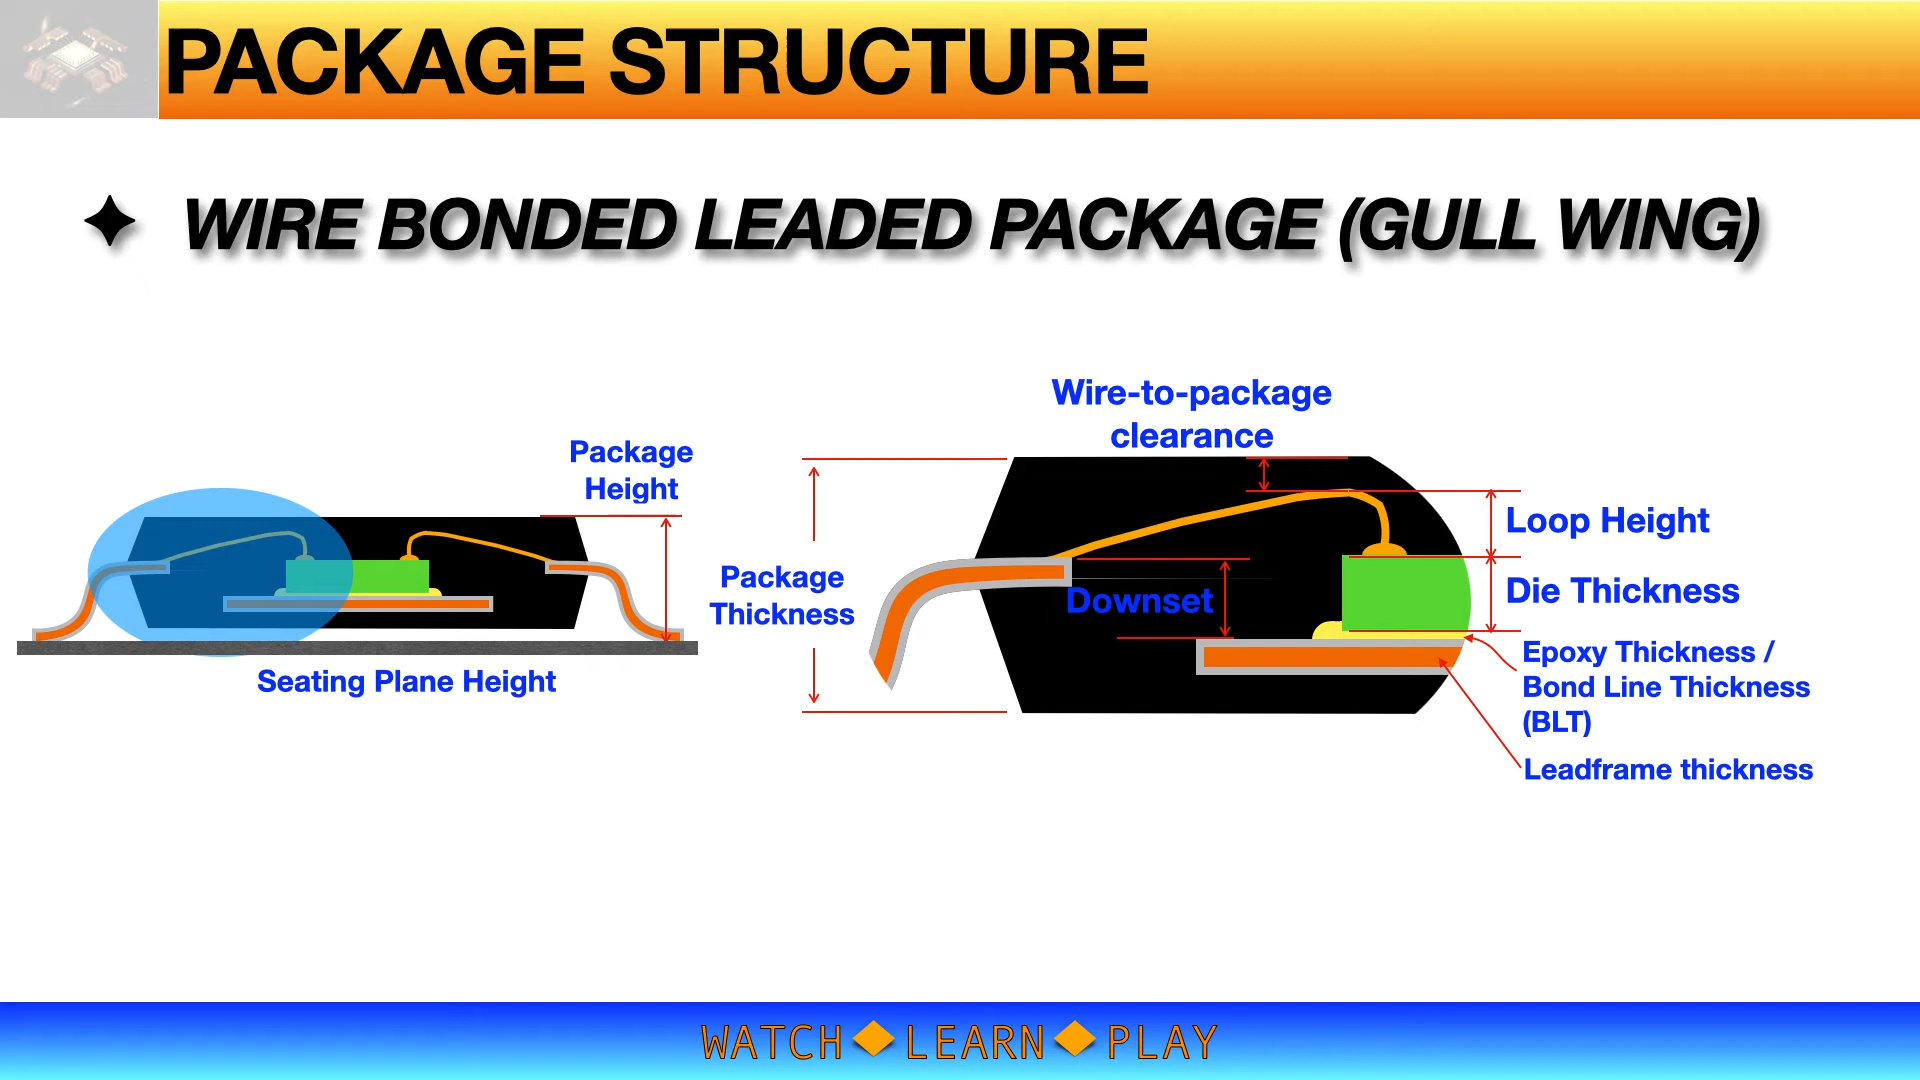 PACKAGE STRUCTURE
WIRE BONDED LEADED PACKAGE (GULL WING)
Package
Height
Seating Plane Height
Package
Thickness
Wire-to-package
clearance
Downset
Loop Height
Die Thickness
Epoxy Thickness /
Bond Line Thickness
(BLT)
Leadframe thickness
WATCH LEARN PLAY